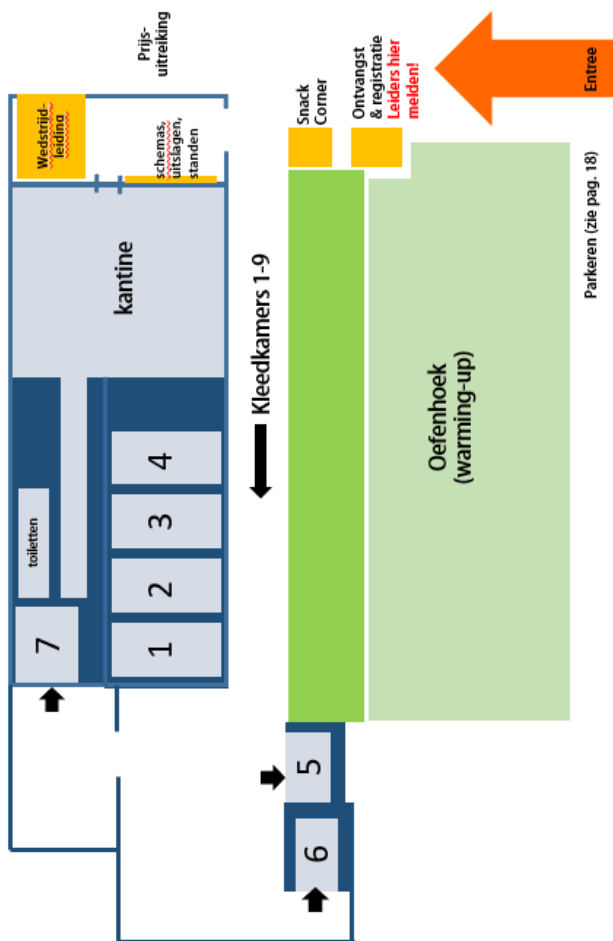 Prijs-
uitreiking
Wedstrijd-
leiding
schemas,
uitslagen,
standen
Snack
Corner
Ontvangst
& registratie
Leiders hier
melden!
Entree
kantine
Kleedkamers 1-9
Parkeren (zie pag. 18)
Oefenhoek
(warming-up)
toiletten
7
4
3
2
1
5
6